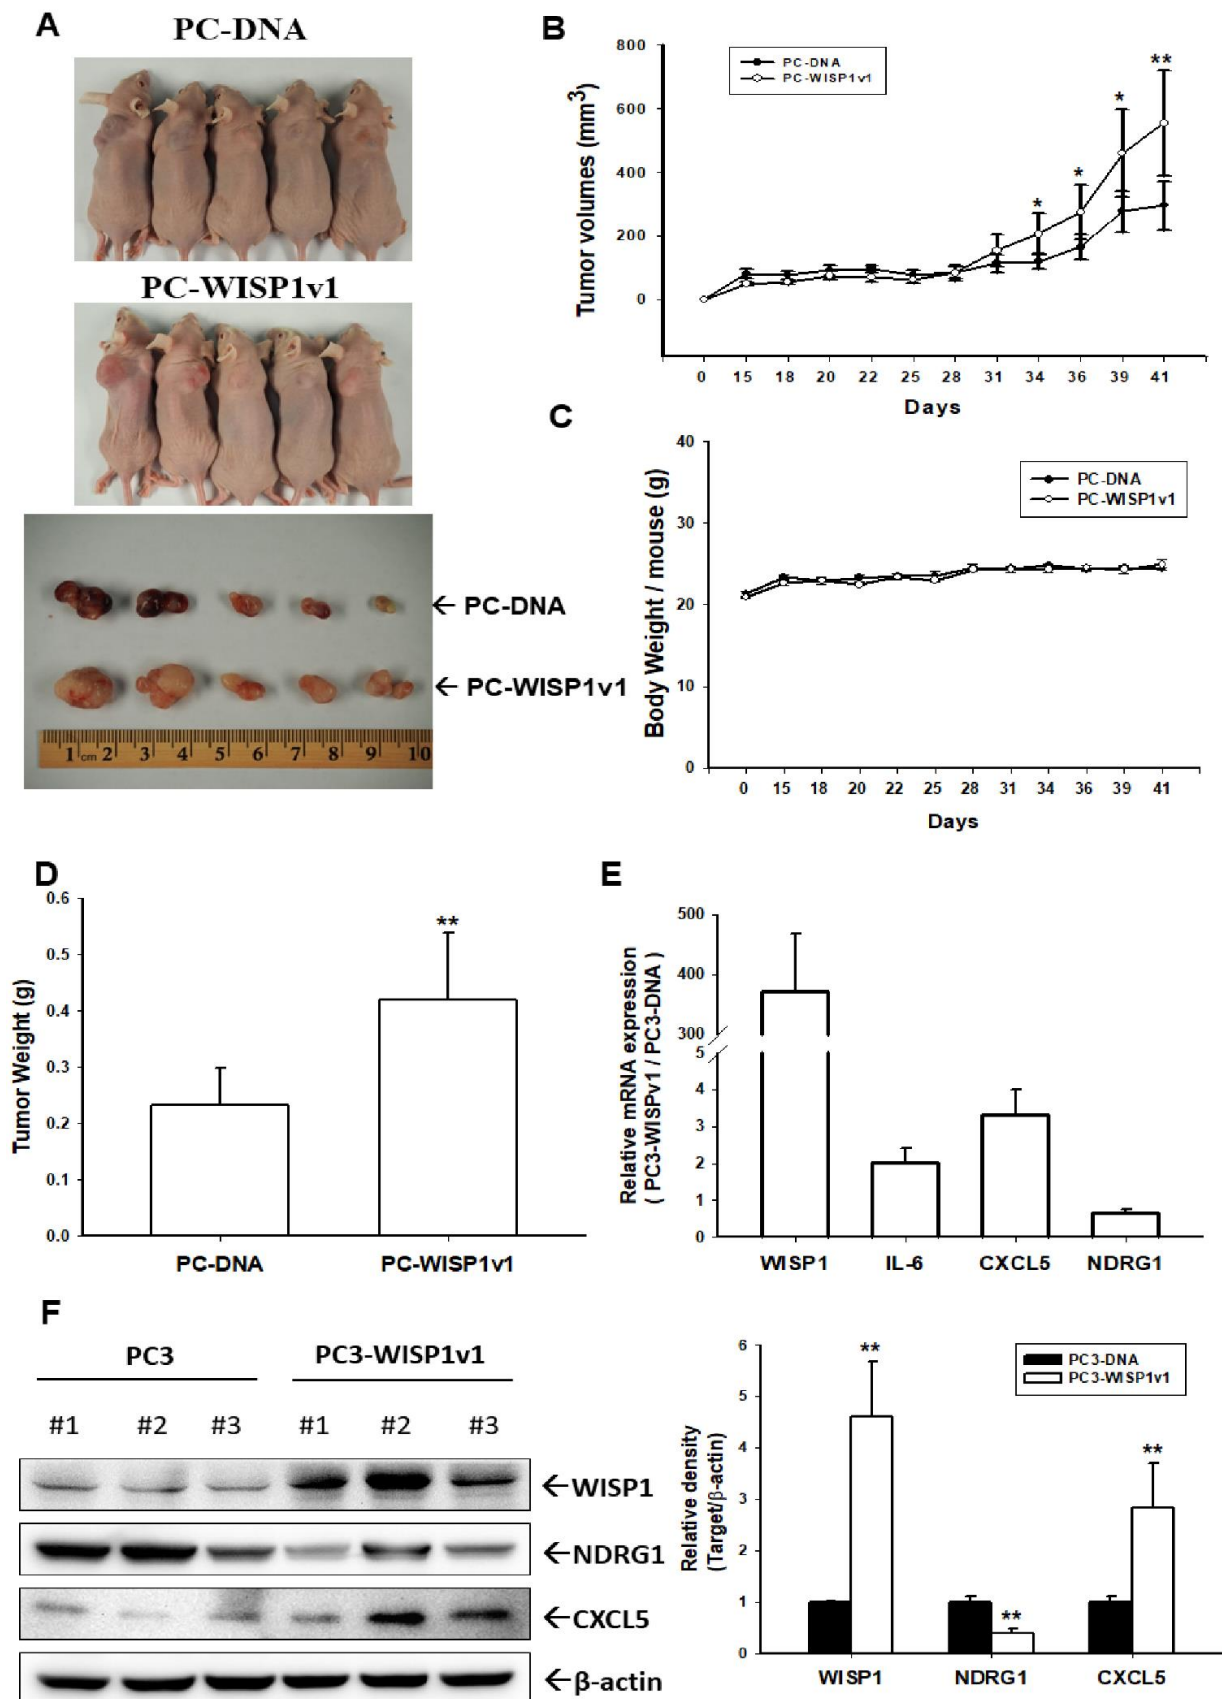 A
PC-DNA
PC-WISP1v1
← PC-DNA
← PC-WISP1v1
1 cm 2 3 4 5 6 7 8 9 10
B
800
600
400
200
0
Tumor volumes (mm3)
PC-DNA
PC-WISP1v1
*
*
*
**
0 15 18 20 22 25 28 31 34 36 39 41
Days
C
40
30
20
10
0
Body Weight / mouse (g)
PC-DNA
PC-WISP1v1
0 15 18 20 22 25 28 31 34 36 39 41
Days
D
0.6
0.5
0.4
0.3
0.2
0.1
0.0
Tumor Weight (g)
**
PC-DNA PC-WISP1v1
E
500
400
300
5
4
3
2
1
0
Relative mRNA expression
( PC3-WISPv1 / PC3-DNA )
WISP1 IL-6 CXCL5 NDRG1
F
PC3 PC3-WISP1v1
#1 #2 #3 #1 #2 #3
←WISP1
←NDRG1
←CXCL5
←β-actin
6
5
4
3
2
1
0
Relative density
(Target/β-actin)
PC3-DNA
PC3-WISP1v1
**
**
**
WISP1 NDRG1 CXCL5